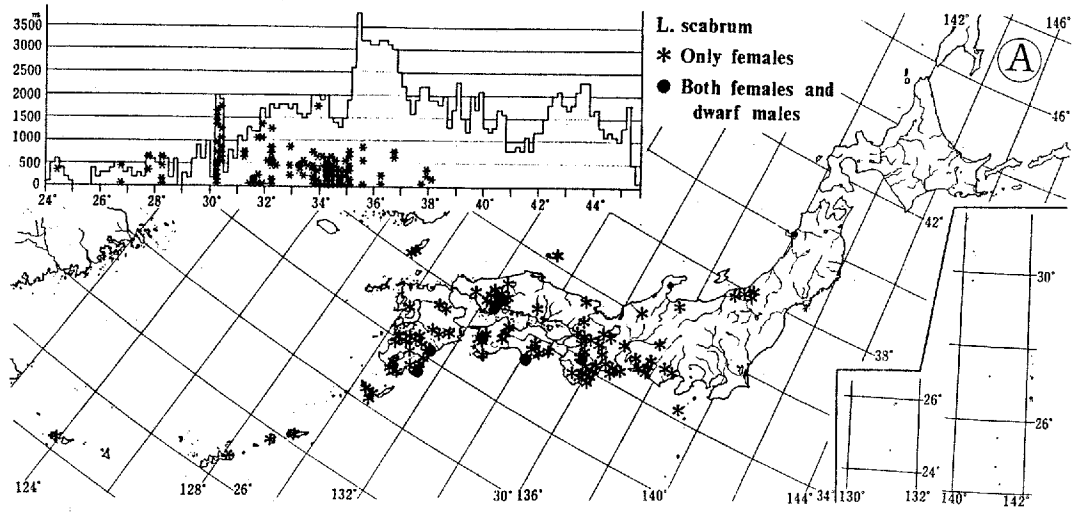 m
3500
3000
2500
2000
1500
1000
500
0
24 26 28 30 32 34 36 38 40 42 44
L. scabrum
* Only females
● Both females and
dwarf males
A
142° 146°
46°
42°
30°
38°
26° 26°
24°
124° 128° 26° 132° 30° 136° 140° 144° 34° 130° 132° 140° 142°